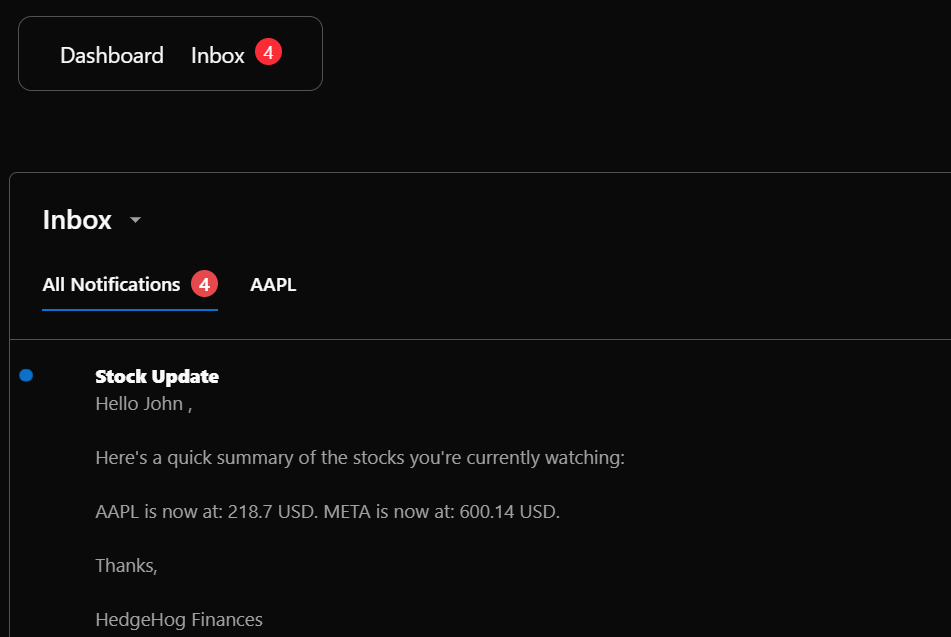 Dashboard Inbox 4
Inbox
All Notifications 4 AAPL
Stock Update
Hello John ,
Here's a quick summary of the stocks you're currently watching:
AAPL is now at: 218.7 USD. META is now at: 600.14 USD.
Thanks,
HedgeHog Finances